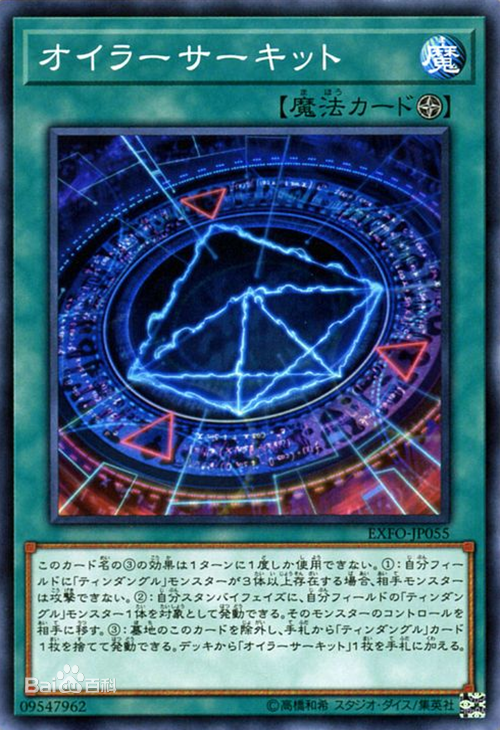 オイラーサーキット
魔
【魔法カード】
EXFO-JP055
このカード名の③の効果は1ターンに1度しか使用できない。①：自分フィー
ルドに「ティンダングル」モンスターが3体以上存在する場合、相手モンスター
は攻撃できない。②：自分スタンバイフェイズに、自分フィールドの「ティンダン
グル」モンスター1体を対象として発動できる。そのモンスターのコントロールを
相手に移す。③：墓地のこのカードを除外し、手札から「ティンダングル」カード
1枚を捨てて発動できる。デッキから「オイラーサーキット」1枚を手札に加える。
Baidu百科
09547962
©高橋和希 スタジオ・ダイス/集英社